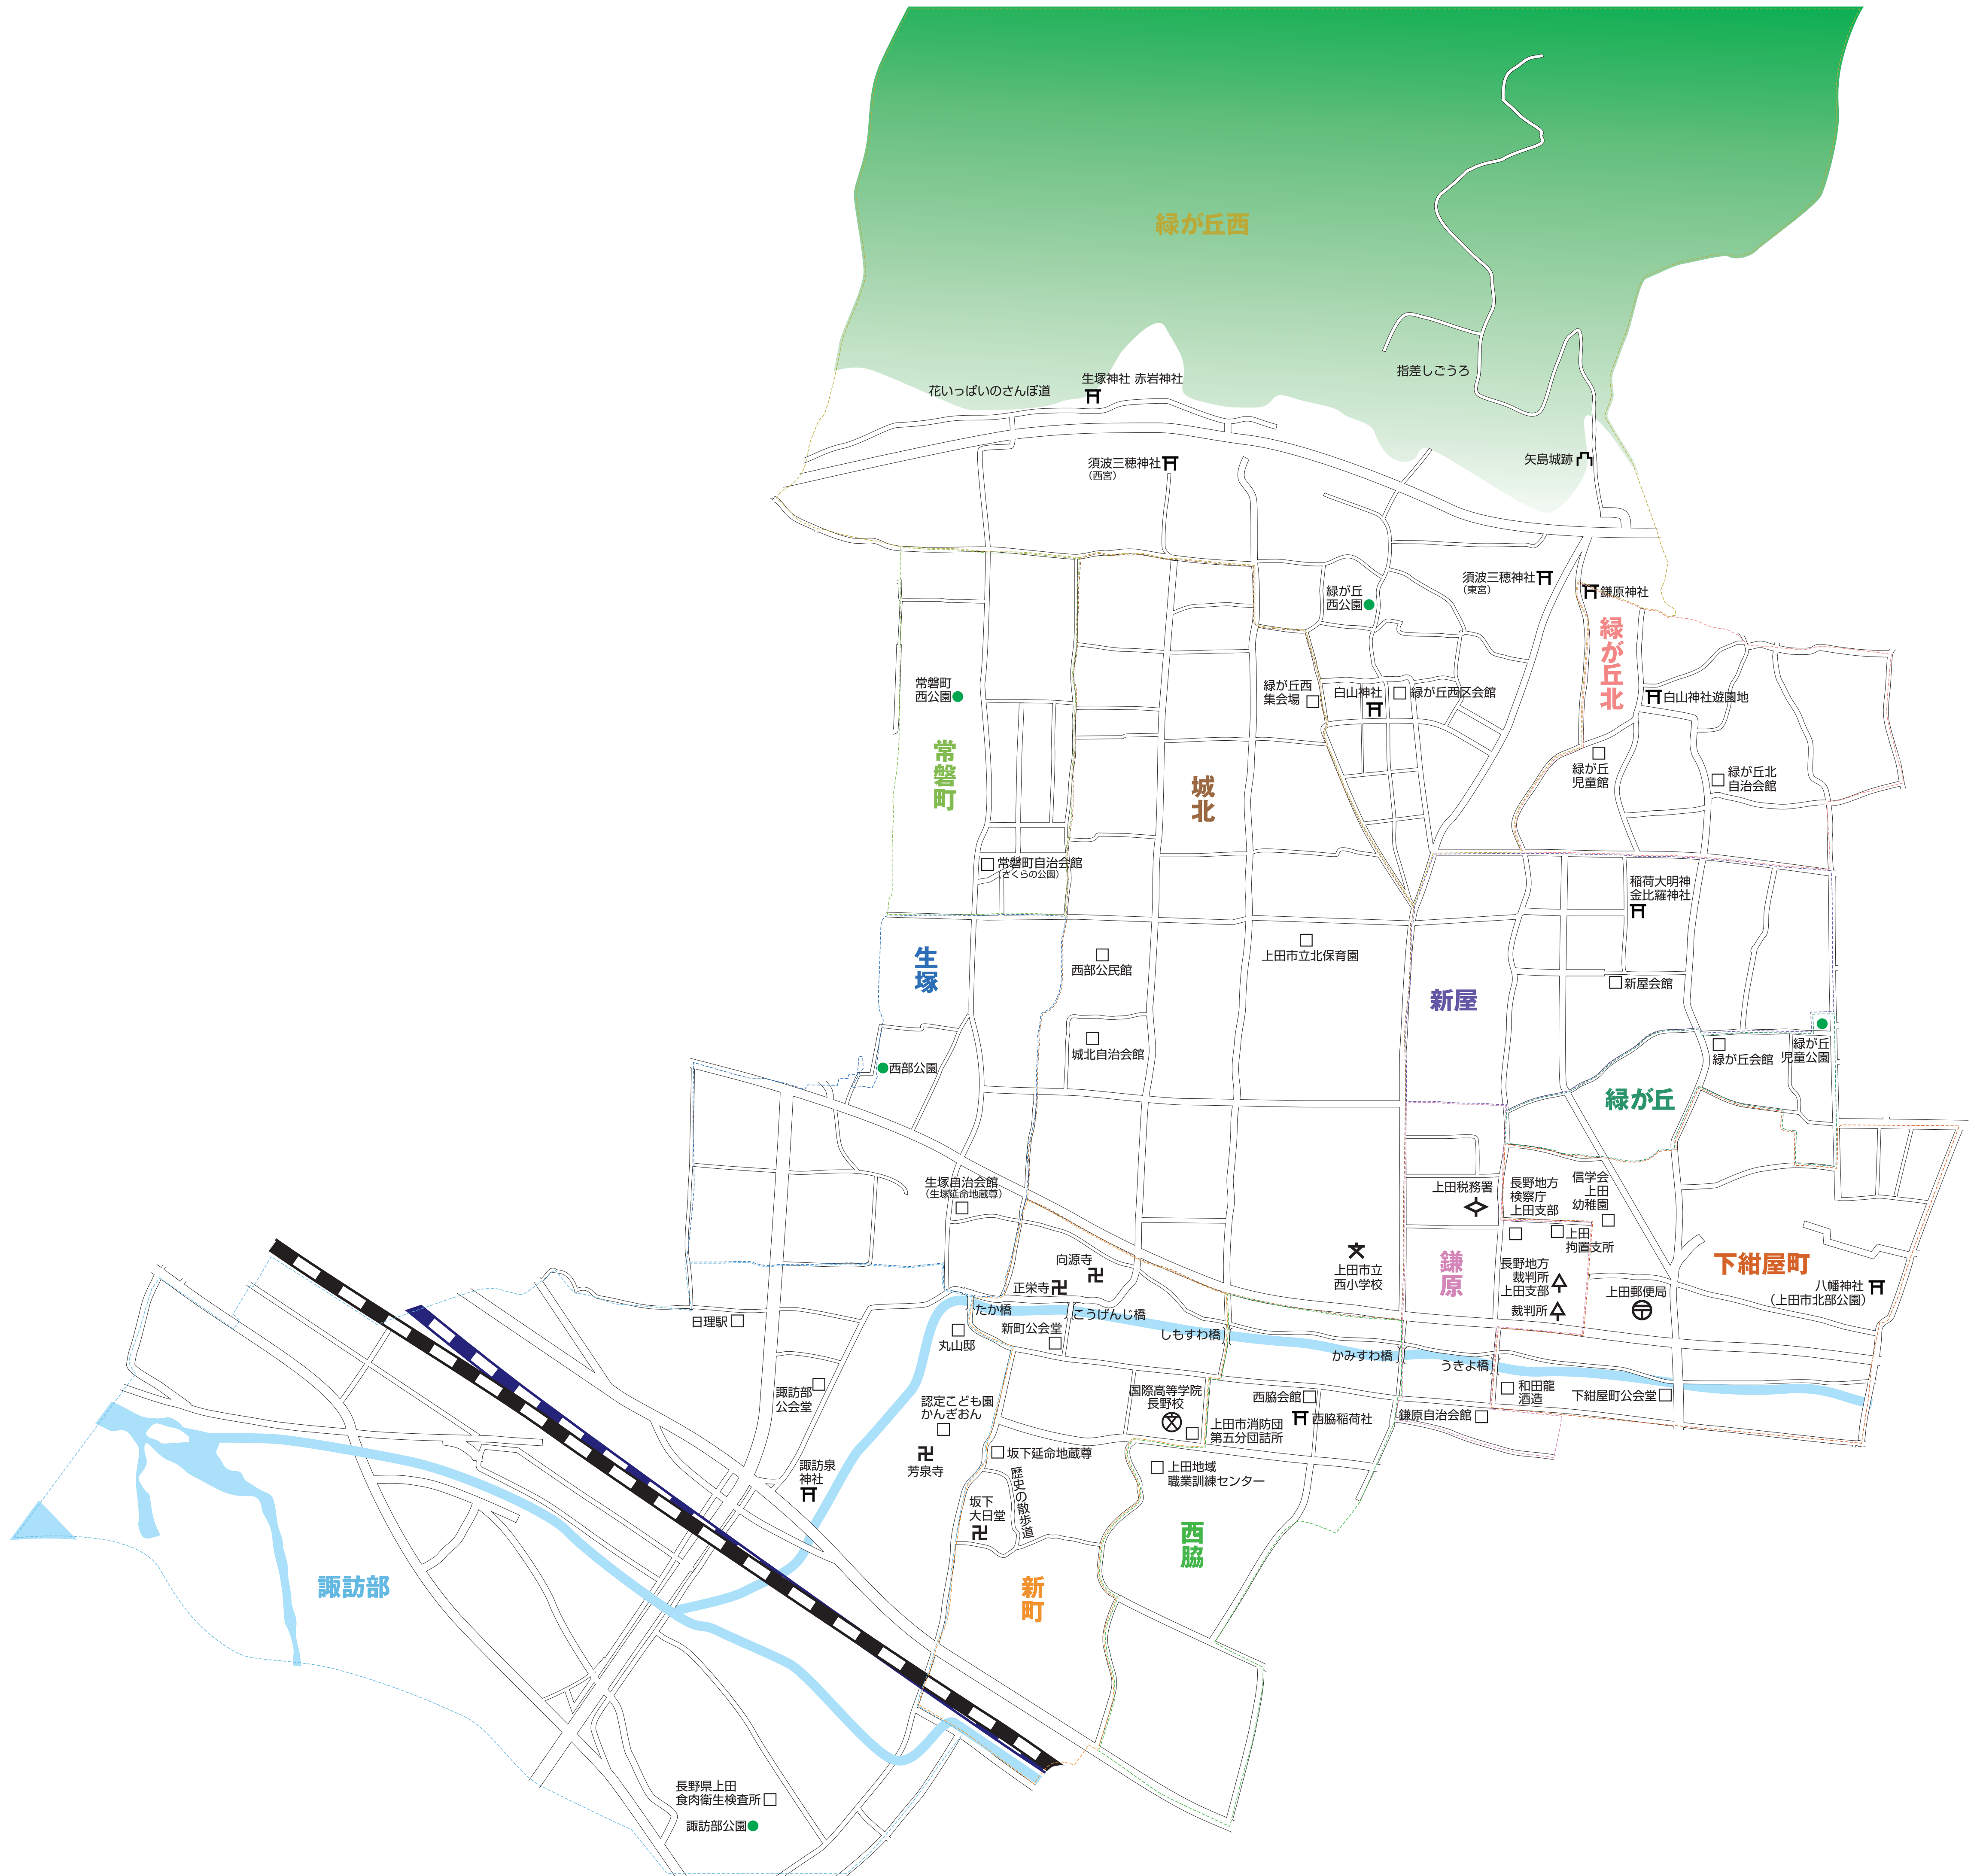 緑が丘西
指差しごうろ
生塚神社 赤岩神社
花いっぱいのさんぽ道
矢島城跡
須波三穂神社
（西宮）
須波三穂神社
（東宮）
鎌原神社
緑が丘
西公園
緑が丘北
常磐町
西公園
緑が丘西
集会場
白山神社
緑が丘西区会館
白山神社遊園地
常磐町
城北
緑が丘
児童館
緑が丘北
自治会館
常磐町自治会館
（さくらの公園）
稲荷大明神
金比羅神社
生塚
西部公民館
上田市立北保育園
新屋
新屋会館
城北自治会館
西部公園
緑が丘会館
緑が丘
児童公園
緑が丘
生塚自治会館
（生塚延命地蔵尊）
上田税務署
長野地方
検察庁
上田支部
信学会
上田
幼稚園
上田
拘置支所
向源寺
正栄寺
上田市立
西小学校
鎌原
長野地方
裁判所
上田支部
裁判所
上田郵便局
下紺屋町
八幡神社
（上田市北部公園）
たか橋
こうげんじ橋
日理駅
丸山邸
新町公会堂
しもすわ橋
かみすわ橋
うきよ橋
諏訪部
公会堂
認定こども園
かんぎおん
国際高等学院
長野校
西脇会館
上田市消防団
第五分団詰所
西脇稲荷社
鎌原自治会館
和田龍
酒造
下紺屋町公会堂
芳泉寺
坂下延命地蔵尊
歴史の散歩道
諏訪泉
神社
坂下
大日堂
上田地域
職業訓練センター
西脇
諏訪部
新町
長野県上田
食肉衛生検査所
諏訪部公園